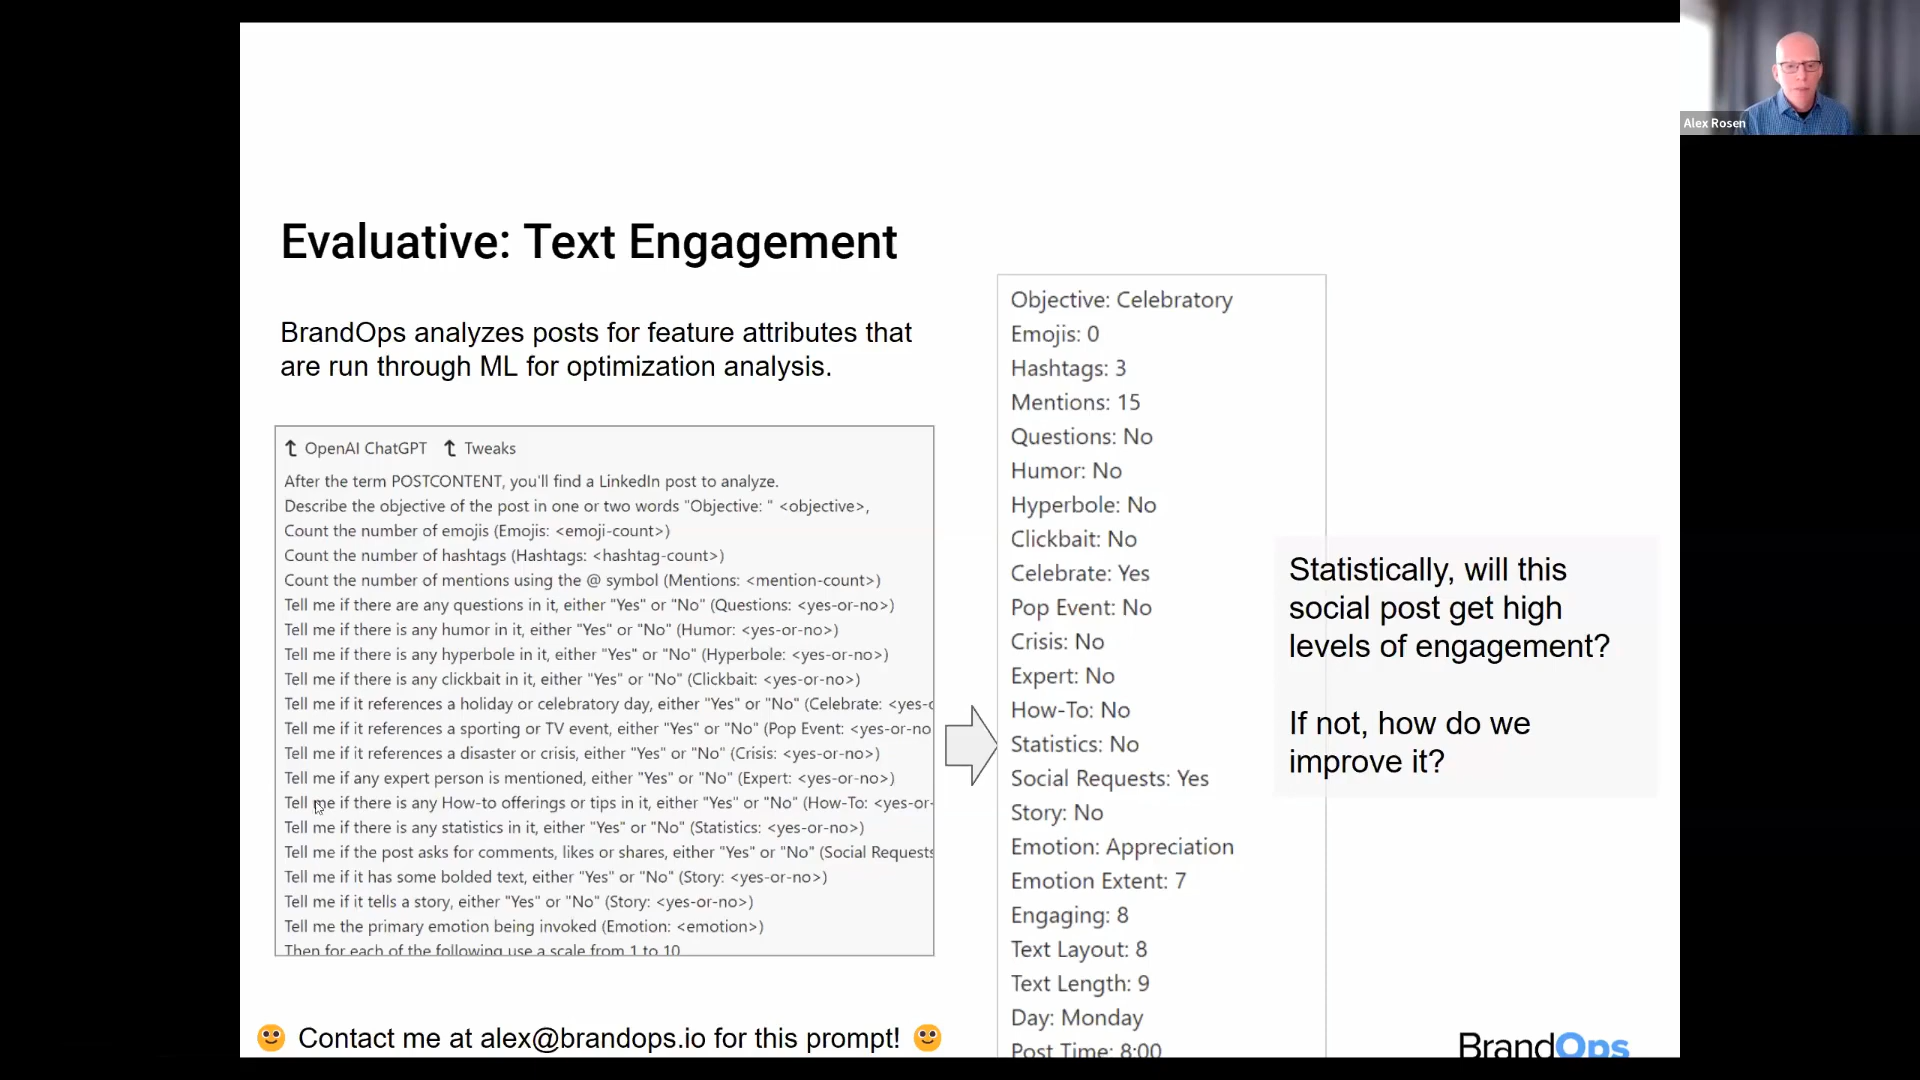 Alex Rosen
Evaluative: Text Engagement
BrandOps analyzes posts for feature attributes that
are run through ML for optimization analysis.
OpenAI ChatGPT Tweaks
After the term POSTCONTENT, you'll find a LinkedIn post to analyze.
Describe the objective of the post in one or two words "Objective: " <objective>,
Count the number of emojis (Emojis: <emoji-count>)
Count the number of hashtags (Hashtags: <hashtag-count>)
Count the number of mentions using the @ symbol (Mentions: <mention-count>)
Tell me if there are any questions in it, either "Yes" or "No" (Questions: <yes-or-no>)
Tell me if there is any humor in it, either "Yes" or "No" (Humor: <yes-or-no>)
Tell me if there is any hyperbole in it, either "Yes" or "No" (Hyperbole: <yes-or-no>)
Tell me if there is any clickbait in it, either "Yes" or "No" (Clickbait: <yes-or-no>)
Tell me if it references a holiday or celebratory day, either "Yes" or "No" (Celebrate: <yes-
Tell me if it references a sporting or TV event, either "Yes" or "No" (Pop Event: <yes-or-no
Tell me if it references a disaster or crisis, either "Yes" or "No" (Crisis: <yes-or-no>)
Tell me if any expert person is mentioned, either "Yes" or "No" (Expert: <yes-or-no>)
Tell me if there is any How-to offerings or tips in it, either "Yes" or "No" (How-To: <yes-or-
Tell me if there is any statistics in it, either "Yes" or "No" (Statistics: <yes-or-no>)
Tell me if the post asks for comments, likes or shares, either "Yes" or "No" (Social Requests
Tell me if it has some bolded text, either "Yes" or "No" (Story: <yes-or-no>)
Tell me if it tells a story, either "Yes" or "No" (Story: <yes-or-no>)
Tell me the primary emotion being invoked (Emotion: <emotion>)
Then for each of the following use a scale from 1 to 10
Objective: Celebratory
Emojis: 0
Hashtags: 3
Mentions: 15
Questions: No
Humor: No
Hyperbole: No
Clickbait: No
Celebrate: Yes
Pop Event: No
Crisis: No
Expert: No
How-To: No
Statistics: No
Social Requests: Yes
Story: No
Emotion: Appreciation
Emotion Extent: 7
Engaging: 8
Text Layout: 8
Text Length: 9
Day: Monday
Post Time: 8:00
Statistically, will this
social post get high
levels of engagement?
If not, how do we
improve it?
🙂 Contact me at alex@brandops.io for this prompt! 🙂
BrandOps